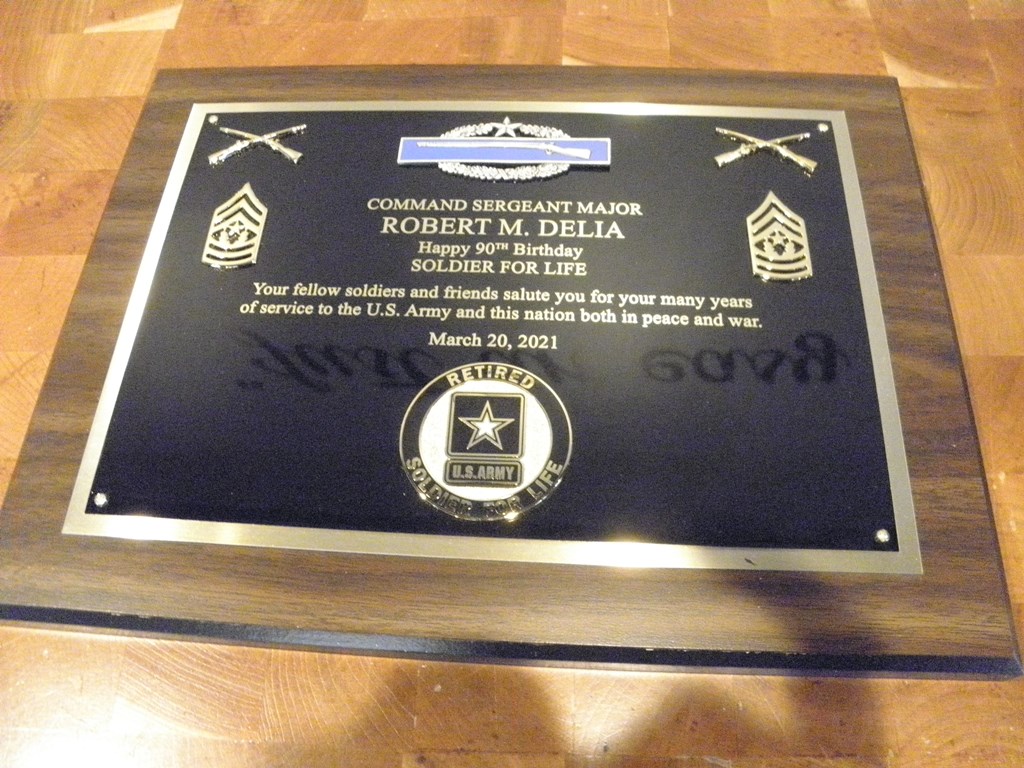 COMMAND SERGEANT MAJOR
ROBERT M. DELIA
Happy 90TH Birthday
SOLDIER FOR LIFE
Your fellow soldiers and friends salute you for your many years
of service to the U.S. Army and this nation both in peace and war.
March 20, 2021
RETIRED
U.S.ARMY
SOLDIER FOR LIFE